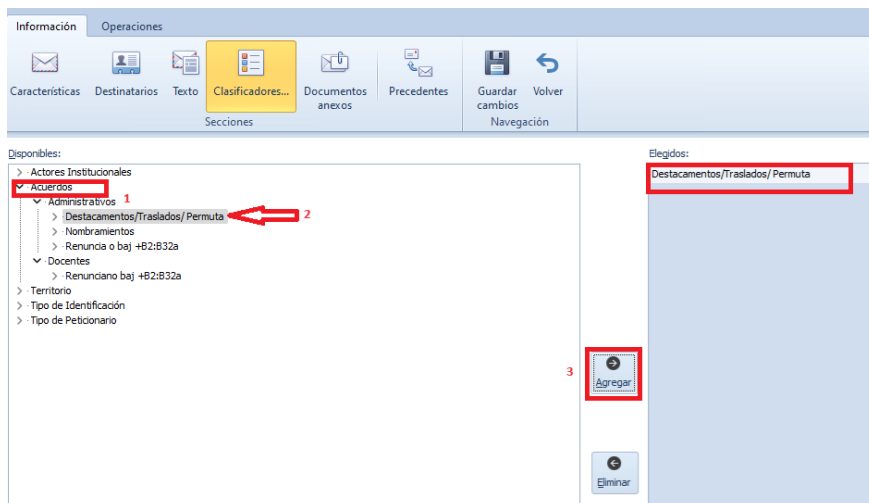 Información Operaciones
Características Destinatarios Texto Clasificadores... Documentos anexos Precedentes Guardar cambios Volver
Secciones Navegación
Disponibles: Elegidos:
Actores Institucionales
Acuerdos
Administrativos 1
Destacamentos/Traslados/ Permuta 2
Nombramientos
Renuncia o baj +B2:B32a
Docentes
Renunciano baj +B2:B32a
Territorio
Tipo de Identificación
Tipo de Peticionario
Destacamentos/Traslados/ Permuta
3
Agregar
Eliminar